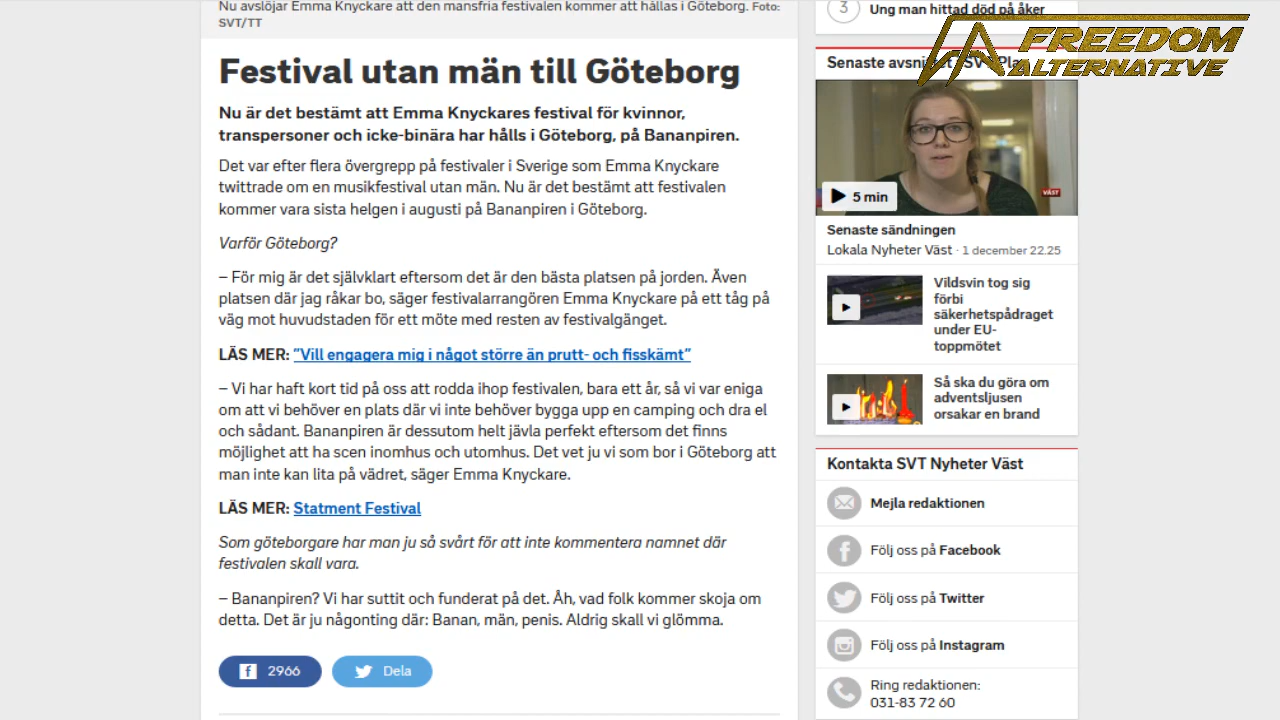 Nu avslöjar Emma Knyckare att den mansfria festivalen kommer att hållas i Göteborg. Foto:
SVT/TT
Festival utan män till Göteborg
Nu är det bestämt att Emma Knyckares festival för kvinnor,
transpersoner och icke-binära har hålls i Göteborg, på Bananpiren.
Det var efter flera övergrepp på festivaler i Sverige som Emma Knyckare
twittrade om en musikfestival utan män. Nu är det bestämt att festivalen
kommer vara sista helgen i augusti på Bananpiren i Göteborg.
Varför Göteborg?
– För mig är det självklart eftersom det är den bästa platsen på jorden. Även
platsen där jag råkar bo, säger festivalarrangören Emma Knyckare på ett tåg på
väg mot huvudstaden för ett möte med resten av festivalgänget.
LÄS MER: "Vill engagera mig i något större än prutt- och fisskämt"
– Vi har haft kort tid på oss att rodda ihop festivalen, bara ett år, så vi var eniga
om att vi behöver en plats där vi inte behöver bygga upp en camping och dra el
och sådant. Bananpiren är dessutom helt jävla perfekt eftersom det finns
möjlighet att ha scen inomhus och utomhus. Det vet ju vi som bor i Göteborg att
man inte kan lita på vädret, säger Emma Knyckare.
LÄS MER: Statment Festival
Som göteborgare har man ju så svårt för att inte kommentera namnet där
festivalen skall vara.
– Bananpiren? Vi har suttit och funderat på det. Åh, vad folk kommer skoja om
detta. Det är ju någonting där: Banan, män, penis. Aldrig skall vi glömma.
2966
Dela
3
Ung man hittad död på åker
FREEDOM
ALTERNATIVE
Senaste
VÄST
5 min
Senaste sändningen
Lokala Nyheter Väst · 1 december 22.25
Vildsvin tog sig
förbi
säkerhetspådraget
under EU-
toppmötet
Så ska du göra om
adventsljusen
orsakar en brand
Kontakta SVT Nyheter Väst
Mejla redaktionen
Följ oss på Facebook
Följ oss på Twitter
Följ oss på Instagram
Ring redaktionen:
031-83 72 60